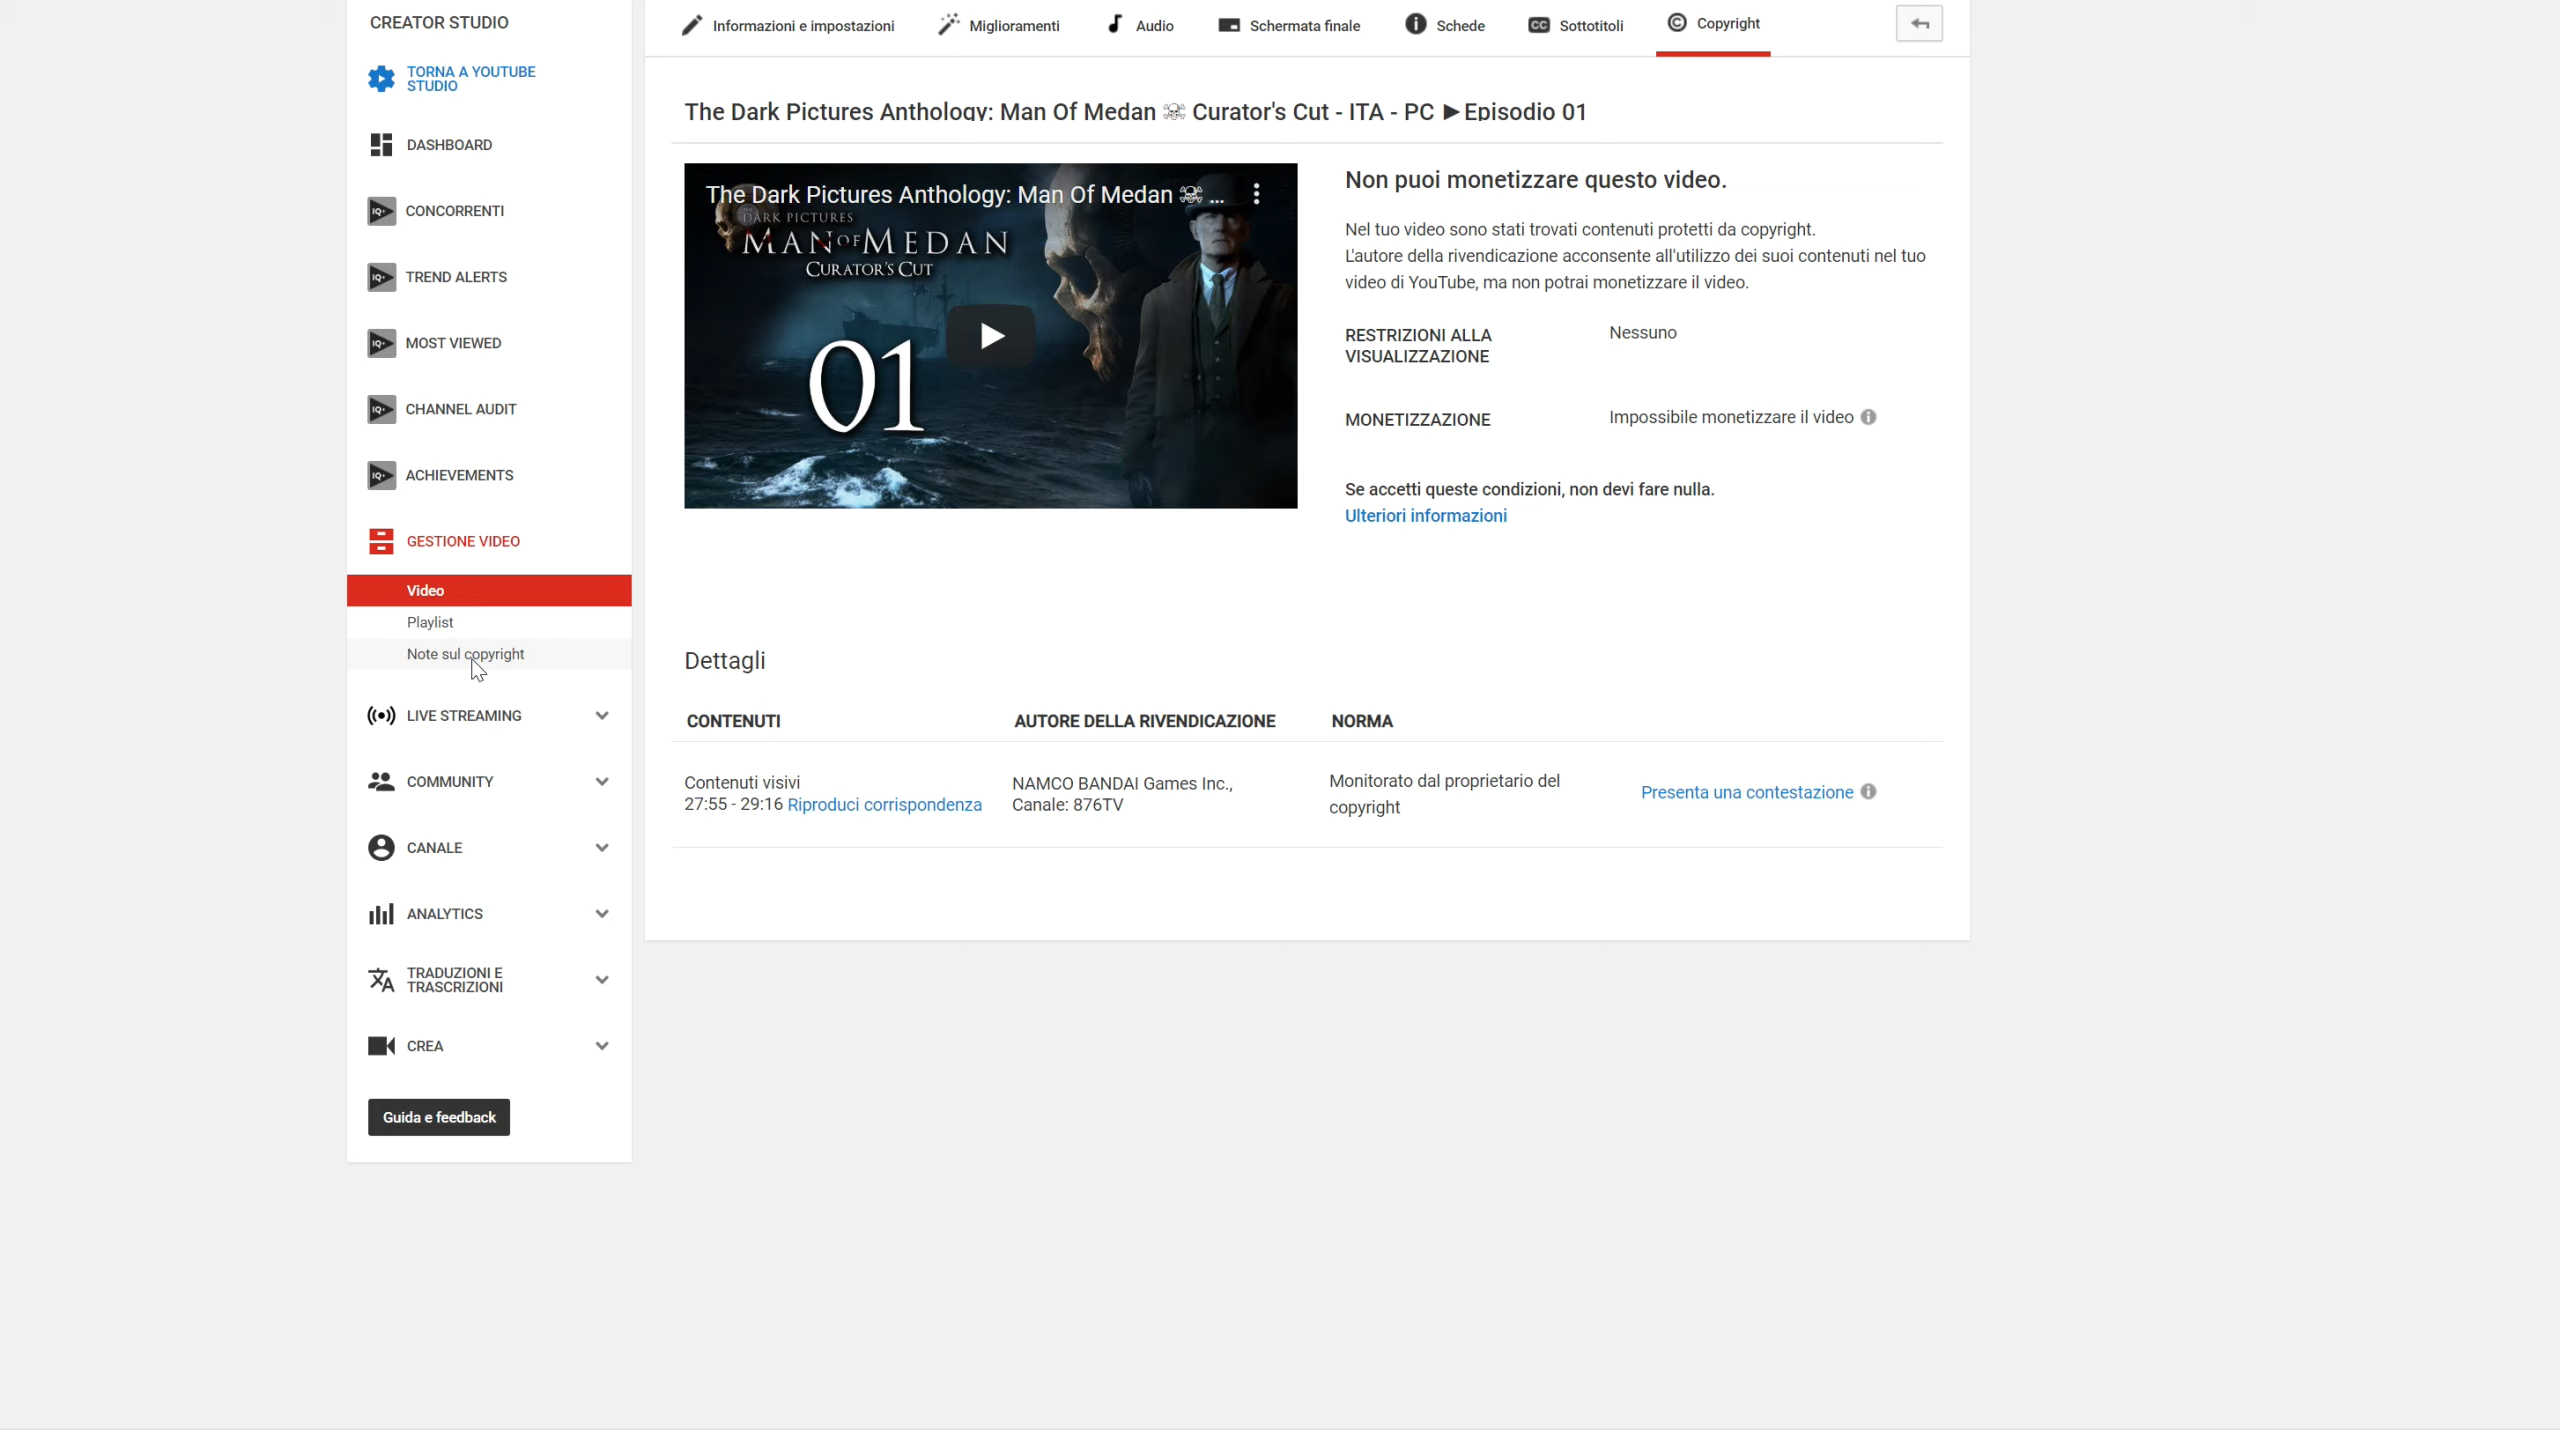 CREATOR STUDIO
TORNA A YOUTUBE
STUDIO
DASHBOARD
IQ+ CONCORRENTI
IQ+ TREND ALERTS
IQ+ MOST VIEWED
IQ+ CHANNEL AUDIT
IQ+ ACHIEVEMENTS
GESTIONE VIDEO
Video
Playlist
Note sul copyright
LIVE STREAMING
COMMUNITY
CANALE
ANALYTICS
TRADUZIONI E
TRASCRIZIONI
CREA
Guida e feedback
Informazioni e impostazioni Miglioramenti Audio Schermata finale Schede CC Sottotitoli © Copyright
The Dark Pictures Anthology: Man Of Medan ☠ Curator's Cut - ITA - PC ►Episodio 01
The Dark Pictures Anthology: Man Of Medan ☠ ...
DARK PICTURES
MAN OF MEDAN
CURATOR'S CUT
01
Non puoi monetizzare questo video.
Nel tuo video sono stati trovati contenuti protetti da copyright.
L'autore della rivendicazione acconsente all'utilizzo dei suoi contenuti nel tuo
video di YouTube, ma non potrai monetizzare il video.
RESTRIZIONI ALLA Nessuno
VISUALIZZAZIONE
MONETIZZAZIONE Impossibile monetizzare il video
Se accetti queste condizioni, non devi fare nulla.
Ulteriori informazioni
Dettagli
CONTENUTI AUTORE DELLA RIVENDICAZIONE NORMA
Contenuti visivi
27:55 - 29:16 Riproduci corrispondenza
NAMCO BANDAI Games Inc.,
Canale: 876TV
Monitorato dal proprietario del
copyright
Presenta una contestazione